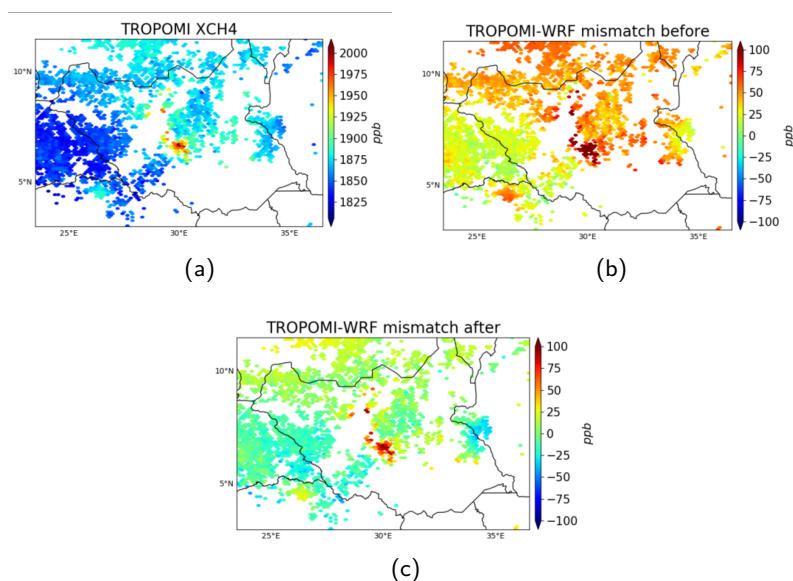 TROPOMI XCH4
10°N
5°N
25°E 30°E 35°E
2000
1975
1950
1925
1900
1875
1850
1825
ppb
(a)
TROPOMI-WRF mismatch before
10°N
5°N
25°E 30°E 35°E
100
75
50
25
0
−25
−50
−75
−100
ppb
(b)
TROPOMI-WRF mismatch after
10°N
5°N
25°E 30°E 35°E
100
75
50
25
0
−25
−50
−75
−100
ppb
(c)